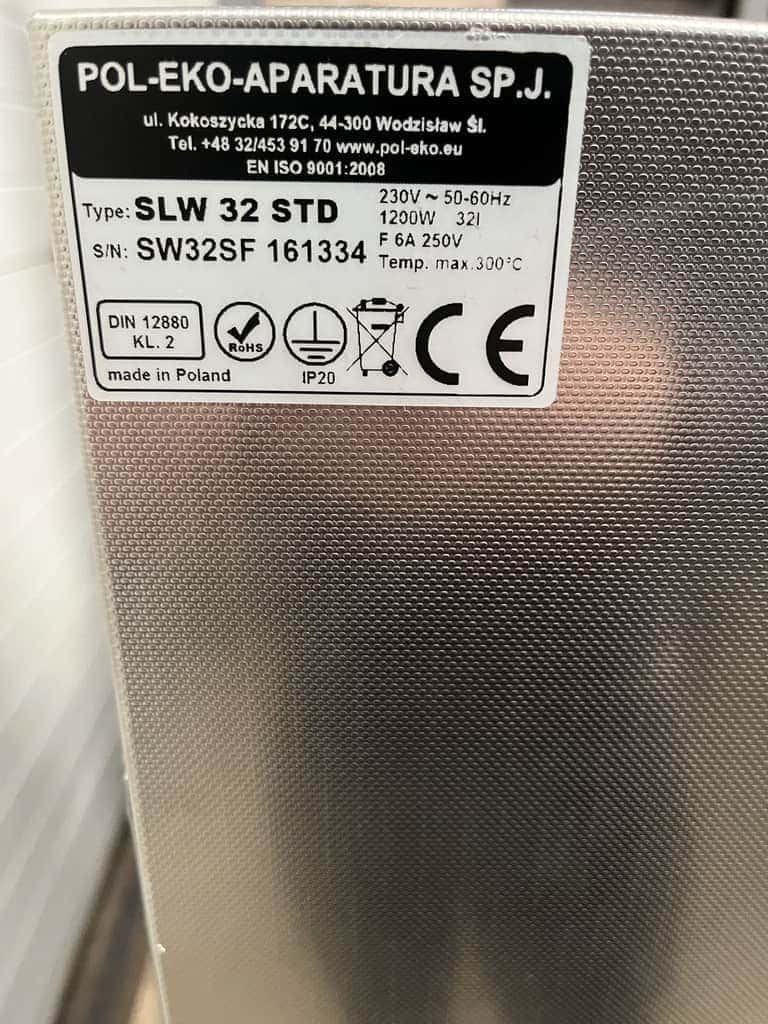 POL-EKO-APARATURA SP.J.
ul. Kokoszycka 172C, 44-300 Wodzisław Śl.
Tel. +48 32/453 91 70 www.pol-eko.eu
EN ISO 9001:2008
Type: SLW 32 STD
S/N: SW32SF 161334
230V ~ 50-60Hz
1200W 32l
F 6A 250V
Temp. max.300°C
DIN 12880
KL. 2
RoHS
IP20
CE
made in Poland